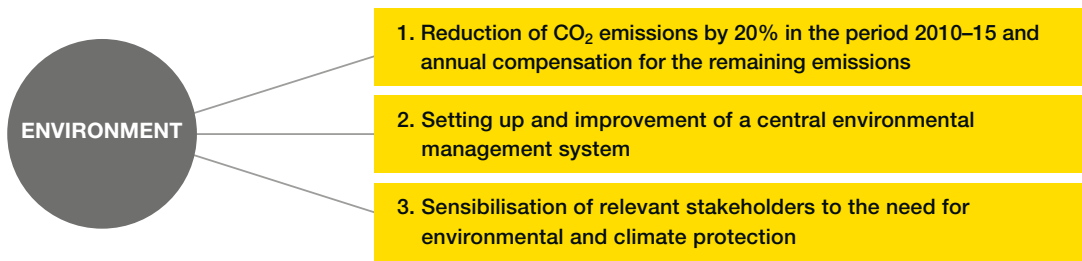 ENVIRONMENT
1. Reduction of CO₂ emissions by 20% in the period 2010–15 and
annual compensation for the remaining emissions
2. Setting up and improvement of a central environmental
management system
3. Sensibilisation of relevant stakeholders to the need for
environmental and climate protection